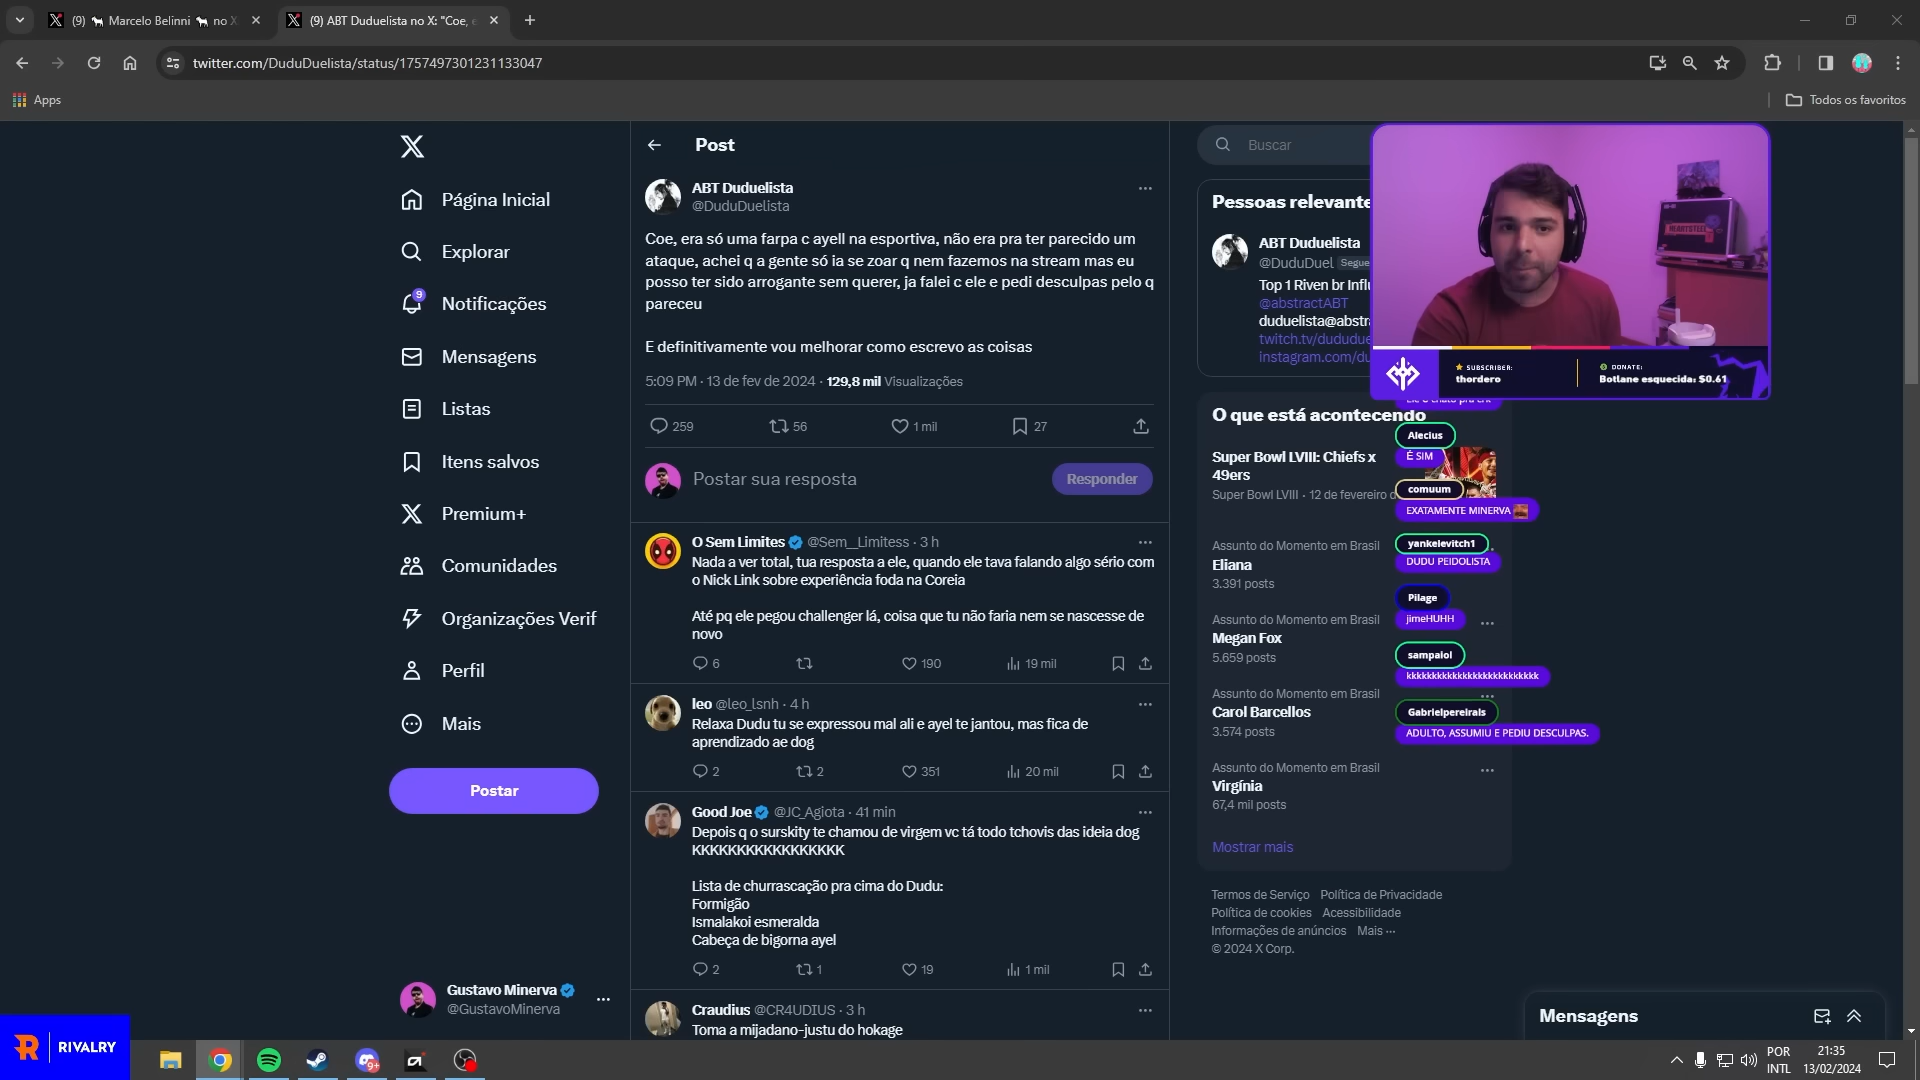 (9) 🐂 Marcelo Belinni 🐂 no X
(9) ABT Duduelista no X: "Coe, e
twitter.com/DuduDuelista/status/1757497301231133047
Apps
Todos os favoritos
Página Inicial
Explorar
9
Notificações
Mensagens
Listas
Itens salvos
Premium+
Comunidades
Organizações Verif
Perfil
Mais
Postar
Gustavo Minerva
@GustavoMinerva
Post
ABT Duduelista
@DuduDuelista
Coe, era só uma farpa c ayell na esportiva, não era pra ter parecido um
ataque, achei q a gente só ia se zoar q nem fazemos na stream mas eu
posso ter sido arrogante sem querer, ja falei c ele e pedi desculpas pelo q
pareceu
E definitivamente vou melhorar como escrevo as coisas
5:09 PM · 13 de fev de 2024 · 129,8 mil Visualizações
259 56 1 mil 27
Postar sua resposta
Responder
O Sem Limites @Sem__Limitess · 3 h
Nada a ver total, tua resposta a ele, quando ele tava falando algo sério com
o Nick Link sobre experiência foda na Coreia
Até pq ele pegou challenger lá, coisa que tu não faria nem se nascesse de
novo
6 190 19 mil
leo @leo_lsnh · 4 h
Relaxa Dudu tu se expressou mal ali e ayel te jantou, mas fica de
aprendizado ae dog
2 2 351 20 mil
Good Joe @JC_Agiota · 41 min
Depois q o surskity te chamou de virgem vc tá todo tchovis das ideia dog
KKKKKKKKKKKKKKKKK
Lista de churrascação pra cima do Dudu:
Formigão
Ismalakoi esmeralda
Cabeça de bigorna ayel
2 1 19 1 mil
Craudius @CR4UDIUS · 3 h
Toma a mijadano-justu do hokage
Buscar
Pessoas relevante
ABT Duduelista
@DuduDuel Segue
Top 1 Riven br Influ
@abstractABT
duduelista@abstra
twitch.tv/dududue
instagram.com/du
HEARTSTEEL
SUBSCRIBER:
thordero
DONATE:
Botlane esquecida: $0.61
O que está acontecendo
Super Bowl LVIII: Chiefs x
49ers
Super Bowl LVIII · 12 de fevereiro d
Assunto do Momento em Brasil
Eliana
3.391 posts
Assunto do Momento em Brasil
Megan Fox
5.659 posts
Assunto do Momento em Brasil
Carol Barcellos
3.574 posts
Assunto do Momento em Brasil
Virgínia
67,4 mil posts
Mostrar mais
Alecius
É SIM
comuum
EXATAMENTE MINERVA
yankelevitch1
DUDU PEIDOLISTA
Pilage
jimeHUHH
sampaiol
kkkkkkkkkkkkkkkkkkkkkkkkk
Gabrielpereirais
ADULTO, ASSUMIU E PEDIU DESCULPAS.
Termos de Serviço Política de Privacidade
Política de cookies Acessibilidade
Informações de anúncios Mais ···
© 2024 X Corp.
Mensagens
R RIVALRY
9+
POR
INTL
21:35
13/02/2024